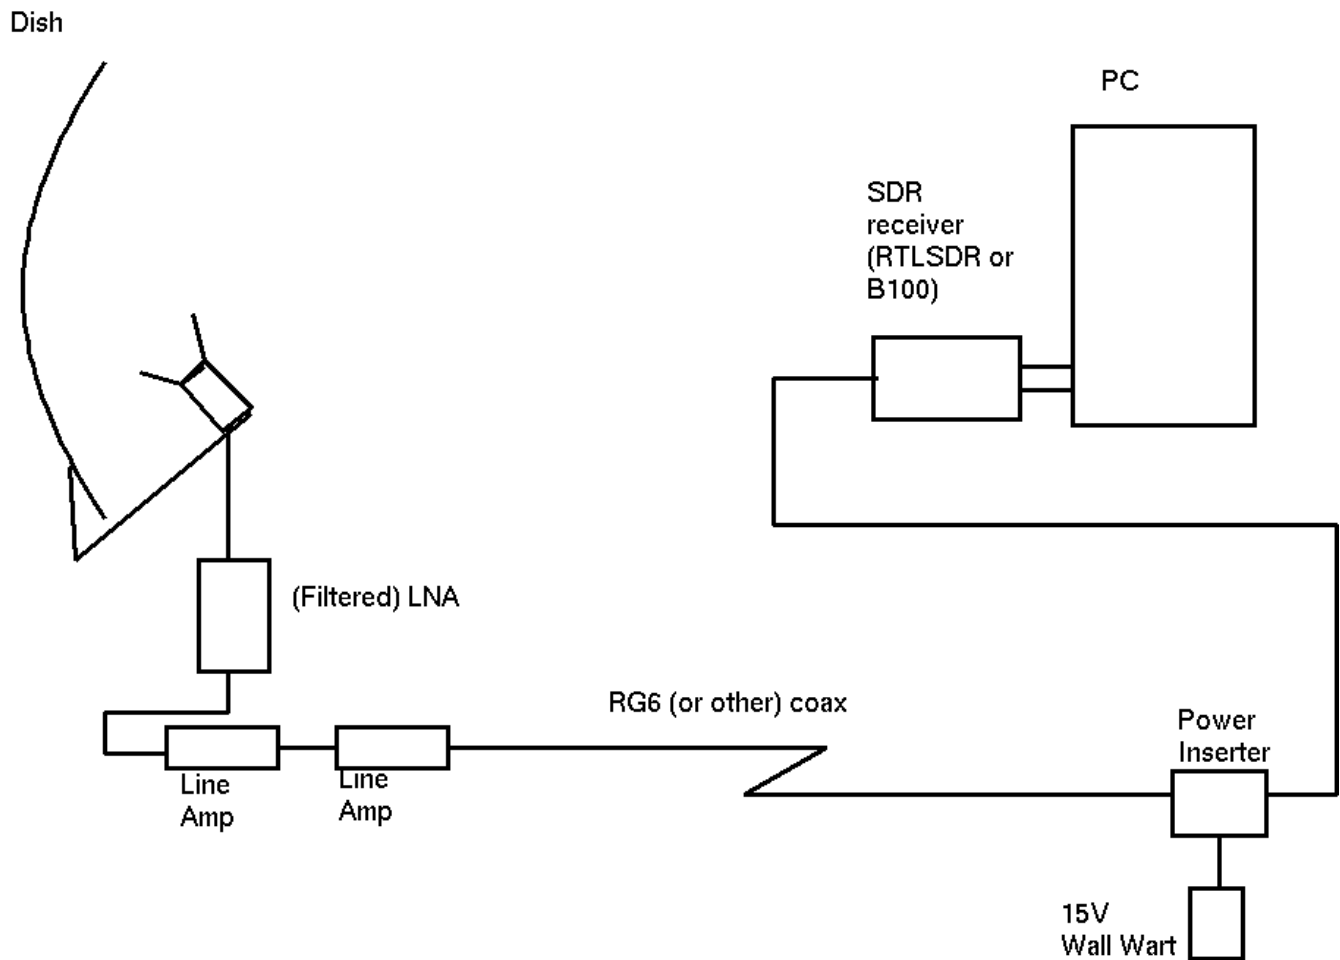 Dish
PC
SDR
receiver
(RTLSDR or
B100)
(Filtered) LNA
RG6 (or other) coax
Power
Inserter
Line
Amp
Line
Amp
15V
Wall Wart